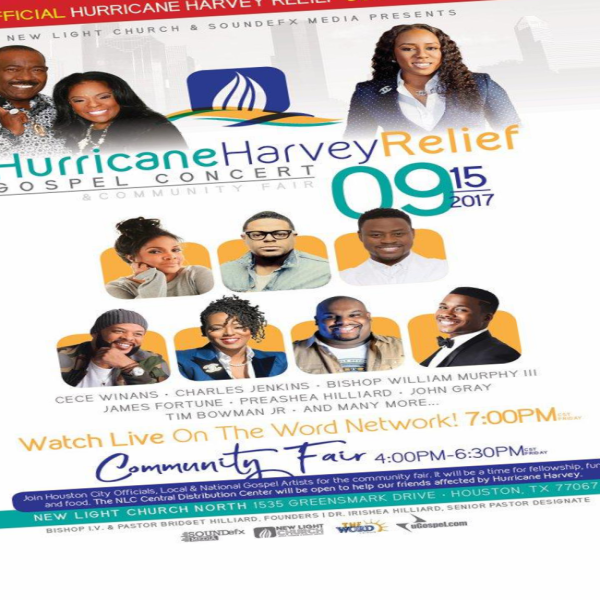 FFICIAL HURRICANE HARVEY RELIEF
NEW LIGHT CHURCH & SOUNDEFX MEDIA PRESENTS
HurricaneHarveyRelief
GOSPEL CONCERT
& COMMUNITY FAIR
09 15
2017
CECE WINANS · CHARLES JENKINS · BISHOP WILLIAM MURPHY III
JAMES FORTUNE · PREASHEA HILLIARD · JOHN GRAY
TIM BOWMAN JR · AND MANY MORE...
Watch Live On The Word Network! 7:00PM
Community Fair 4:00PM-6:30PM
Join Houston City Officials, Local & National Gospel Artists for the community fair. It will be a time for fellowship, fun
and food. The NLC Central Distribution Center will be open to help our friends affected by Hurricane Harvey.
NEW LIGHT CHURCH NORTH 1535 GREENSMARK DRIVE · HOUSTON, TX 77067
BISHOP I.V. & PASTOR BRIDGET HILLIARD, FOUNDERS | DR. IRISHEA HILLIARD, SENIOR PASTOR DESIGNATE
SOUNDefx NEW LIGHT CHURCH THE WORD uGospel.com